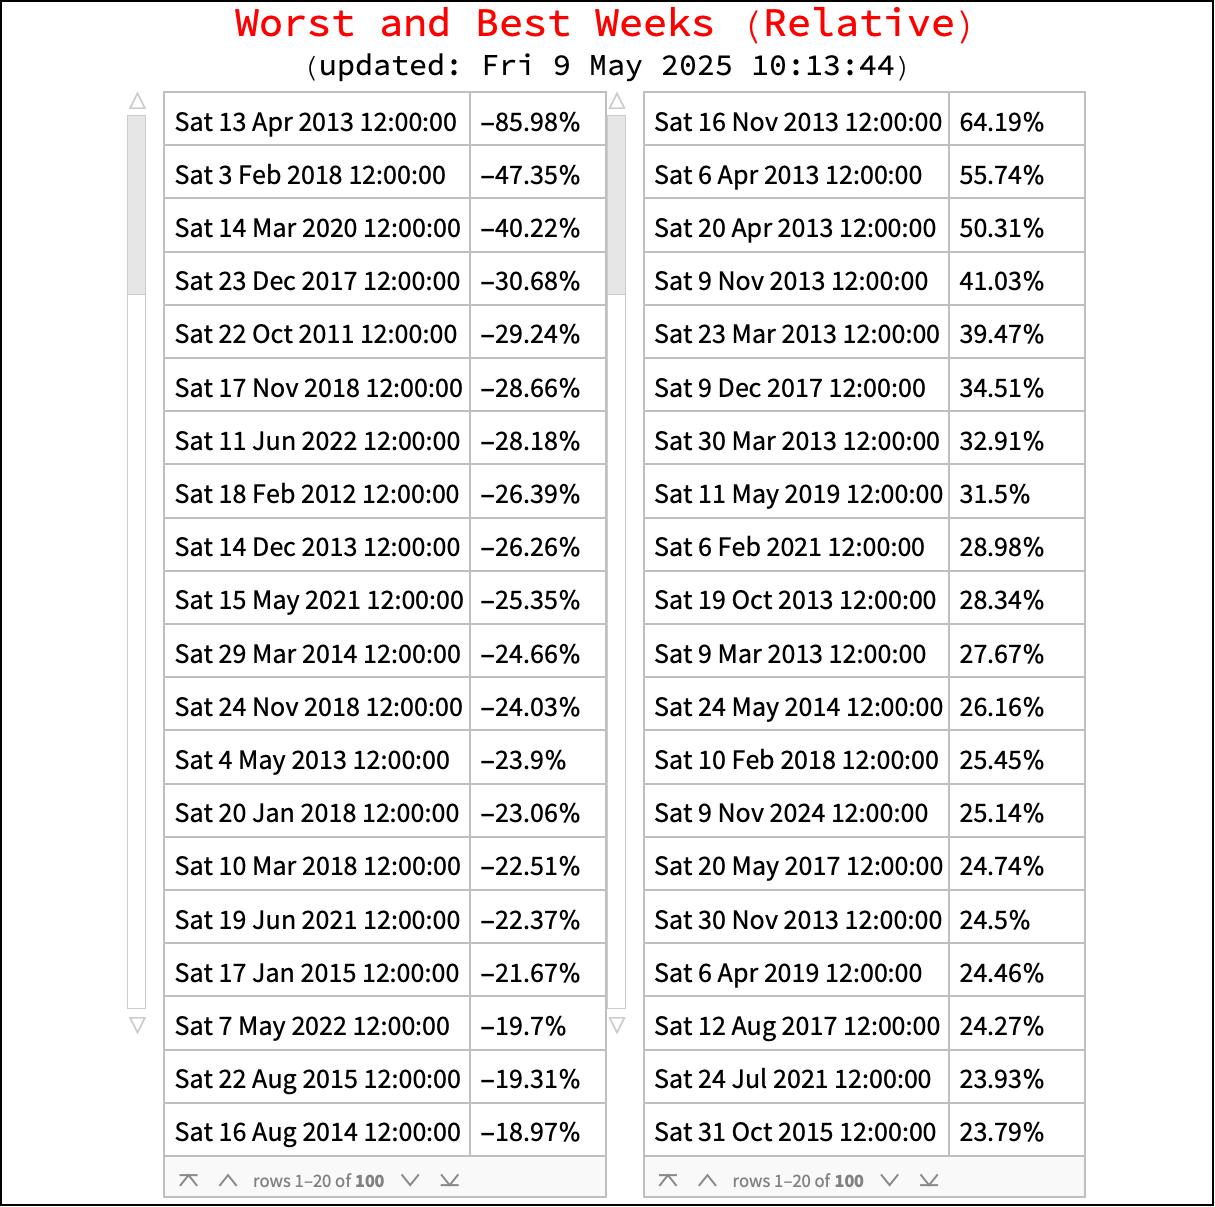 Worst and Best Weeks (Relative)
(updated: Fri 9 May 2025 10:13:44)
Sat 13 Apr 2013 12:00:00 –85.98% Sat 16 Nov 2013 12:00:00 64.19%
Sat 3 Feb 2018 12:00:00 –47.35% Sat 6 Apr 2013 12:00:00 55.74%
Sat 14 Mar 2020 12:00:00 –40.22% Sat 20 Apr 2013 12:00:00 50.31%
Sat 23 Dec 2017 12:00:00 –30.68% Sat 9 Nov 2013 12:00:00 41.03%
Sat 22 Oct 2011 12:00:00 –29.24% Sat 23 Mar 2013 12:00:00 39.47%
Sat 17 Nov 2018 12:00:00 –28.66% Sat 9 Dec 2017 12:00:00 34.51%
Sat 11 Jun 2022 12:00:00 –28.18% Sat 30 Mar 2013 12:00:00 32.91%
Sat 18 Feb 2012 12:00:00 –26.39% Sat 11 May 2019 12:00:00 31.5%
Sat 14 Dec 2013 12:00:00 –26.26% Sat 6 Feb 2021 12:00:00 28.98%
Sat 15 May 2021 12:00:00 –25.35% Sat 19 Oct 2013 12:00:00 28.34%
Sat 29 Mar 2014 12:00:00 –24.66% Sat 9 Mar 2013 12:00:00 27.67%
Sat 24 Nov 2018 12:00:00 –24.03% Sat 24 May 2014 12:00:00 26.16%
Sat 4 May 2013 12:00:00 –23.9% Sat 10 Feb 2018 12:00:00 25.45%
Sat 20 Jan 2018 12:00:00 –23.06% Sat 9 Nov 2024 12:00:00 25.14%
Sat 10 Mar 2018 12:00:00 –22.51% Sat 20 May 2017 12:00:00 24.74%
Sat 19 Jun 2021 12:00:00 –22.37% Sat 30 Nov 2013 12:00:00 24.5%
Sat 17 Jan 2015 12:00:00 –21.67% Sat 6 Apr 2019 12:00:00 24.46%
Sat 7 May 2022 12:00:00 –19.7% Sat 12 Aug 2017 12:00:00 24.27%
Sat 22 Aug 2015 12:00:00 –19.31% Sat 24 Jul 2021 12:00:00 23.93%
Sat 16 Aug 2014 12:00:00 –18.97% Sat 31 Oct 2015 12:00:00 23.79%
rows 1–20 of 100 rows 1–20 of 100